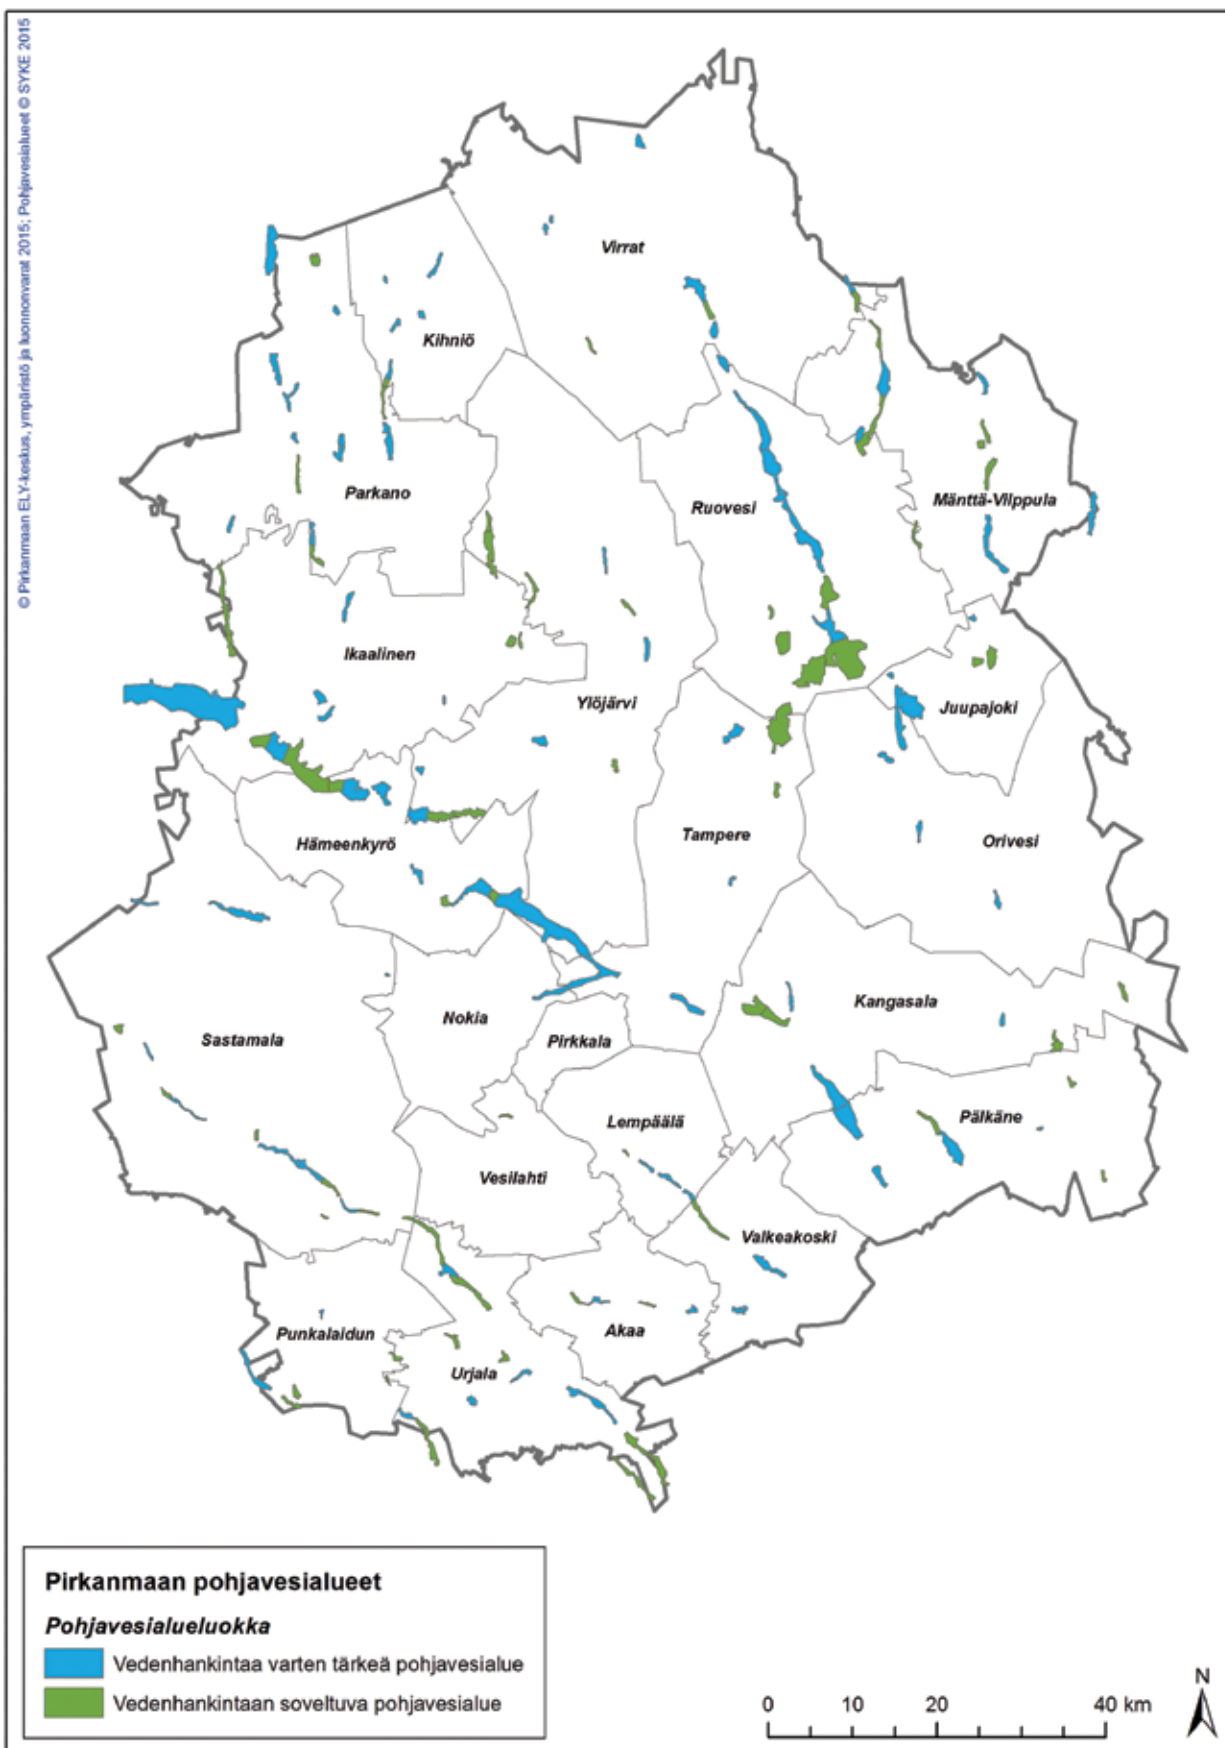 © Pirkanmaan ELY-keskus, ympäristö ja luonnonvarat 2015; Pohjavesialueet © SYKE 2015
Virrat
Kihniö
Parkano
Ruovesi
Mänttä-Vilppula
Ikaalinen
Ylöjärvi
Juupajoki
Hämeenkyrö
Tampere
Orivesi
Sastamala
Nokia
Pirkkala
Kangasala
Lempäälä
Pälkäne
Vesilahti
Valkeakoski
Punkalaidun
Akaa
Urjala
Pirkanmaan pohjavesialueet
Pohjavesialueluokka
Vedenhankintaa varten tärkeä pohjavesialue
Vedenhankintaan soveltuva pohjavesialue
0 10 20 40 km
N